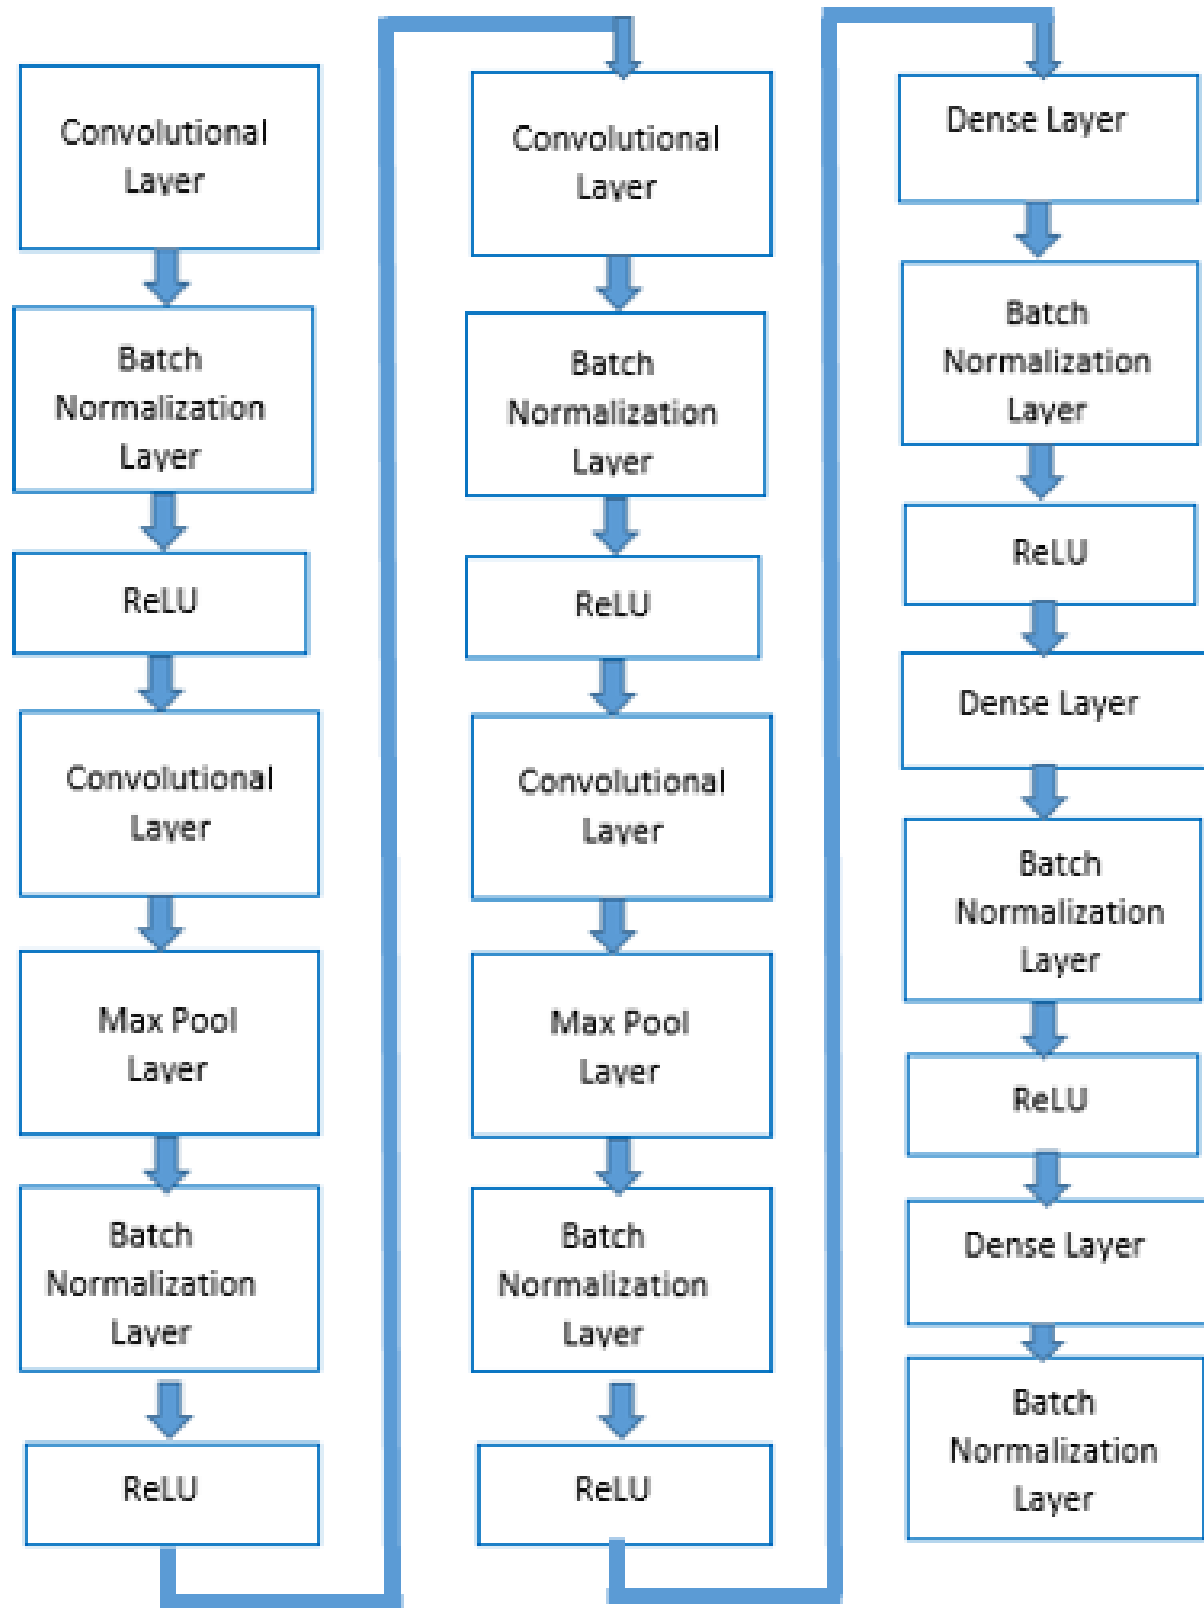 Convolutional
Layer
Batch
Normalization
Layer
ReLU
Convolutional
Layer
Max Pool
Layer
Batch
Normalization
Layer
ReLU
Convolutional
Layer
Batch
Normalization
Layer
ReLU
Convolutional
Layer
Max Pool
Layer
Batch
Normalization
Layer
ReLU
Dense Layer
Batch
Normalization
Layer
ReLU
Dense Layer
Batch
Normalization
Layer
ReLU
Dense Layer
Batch
Normalization
Layer